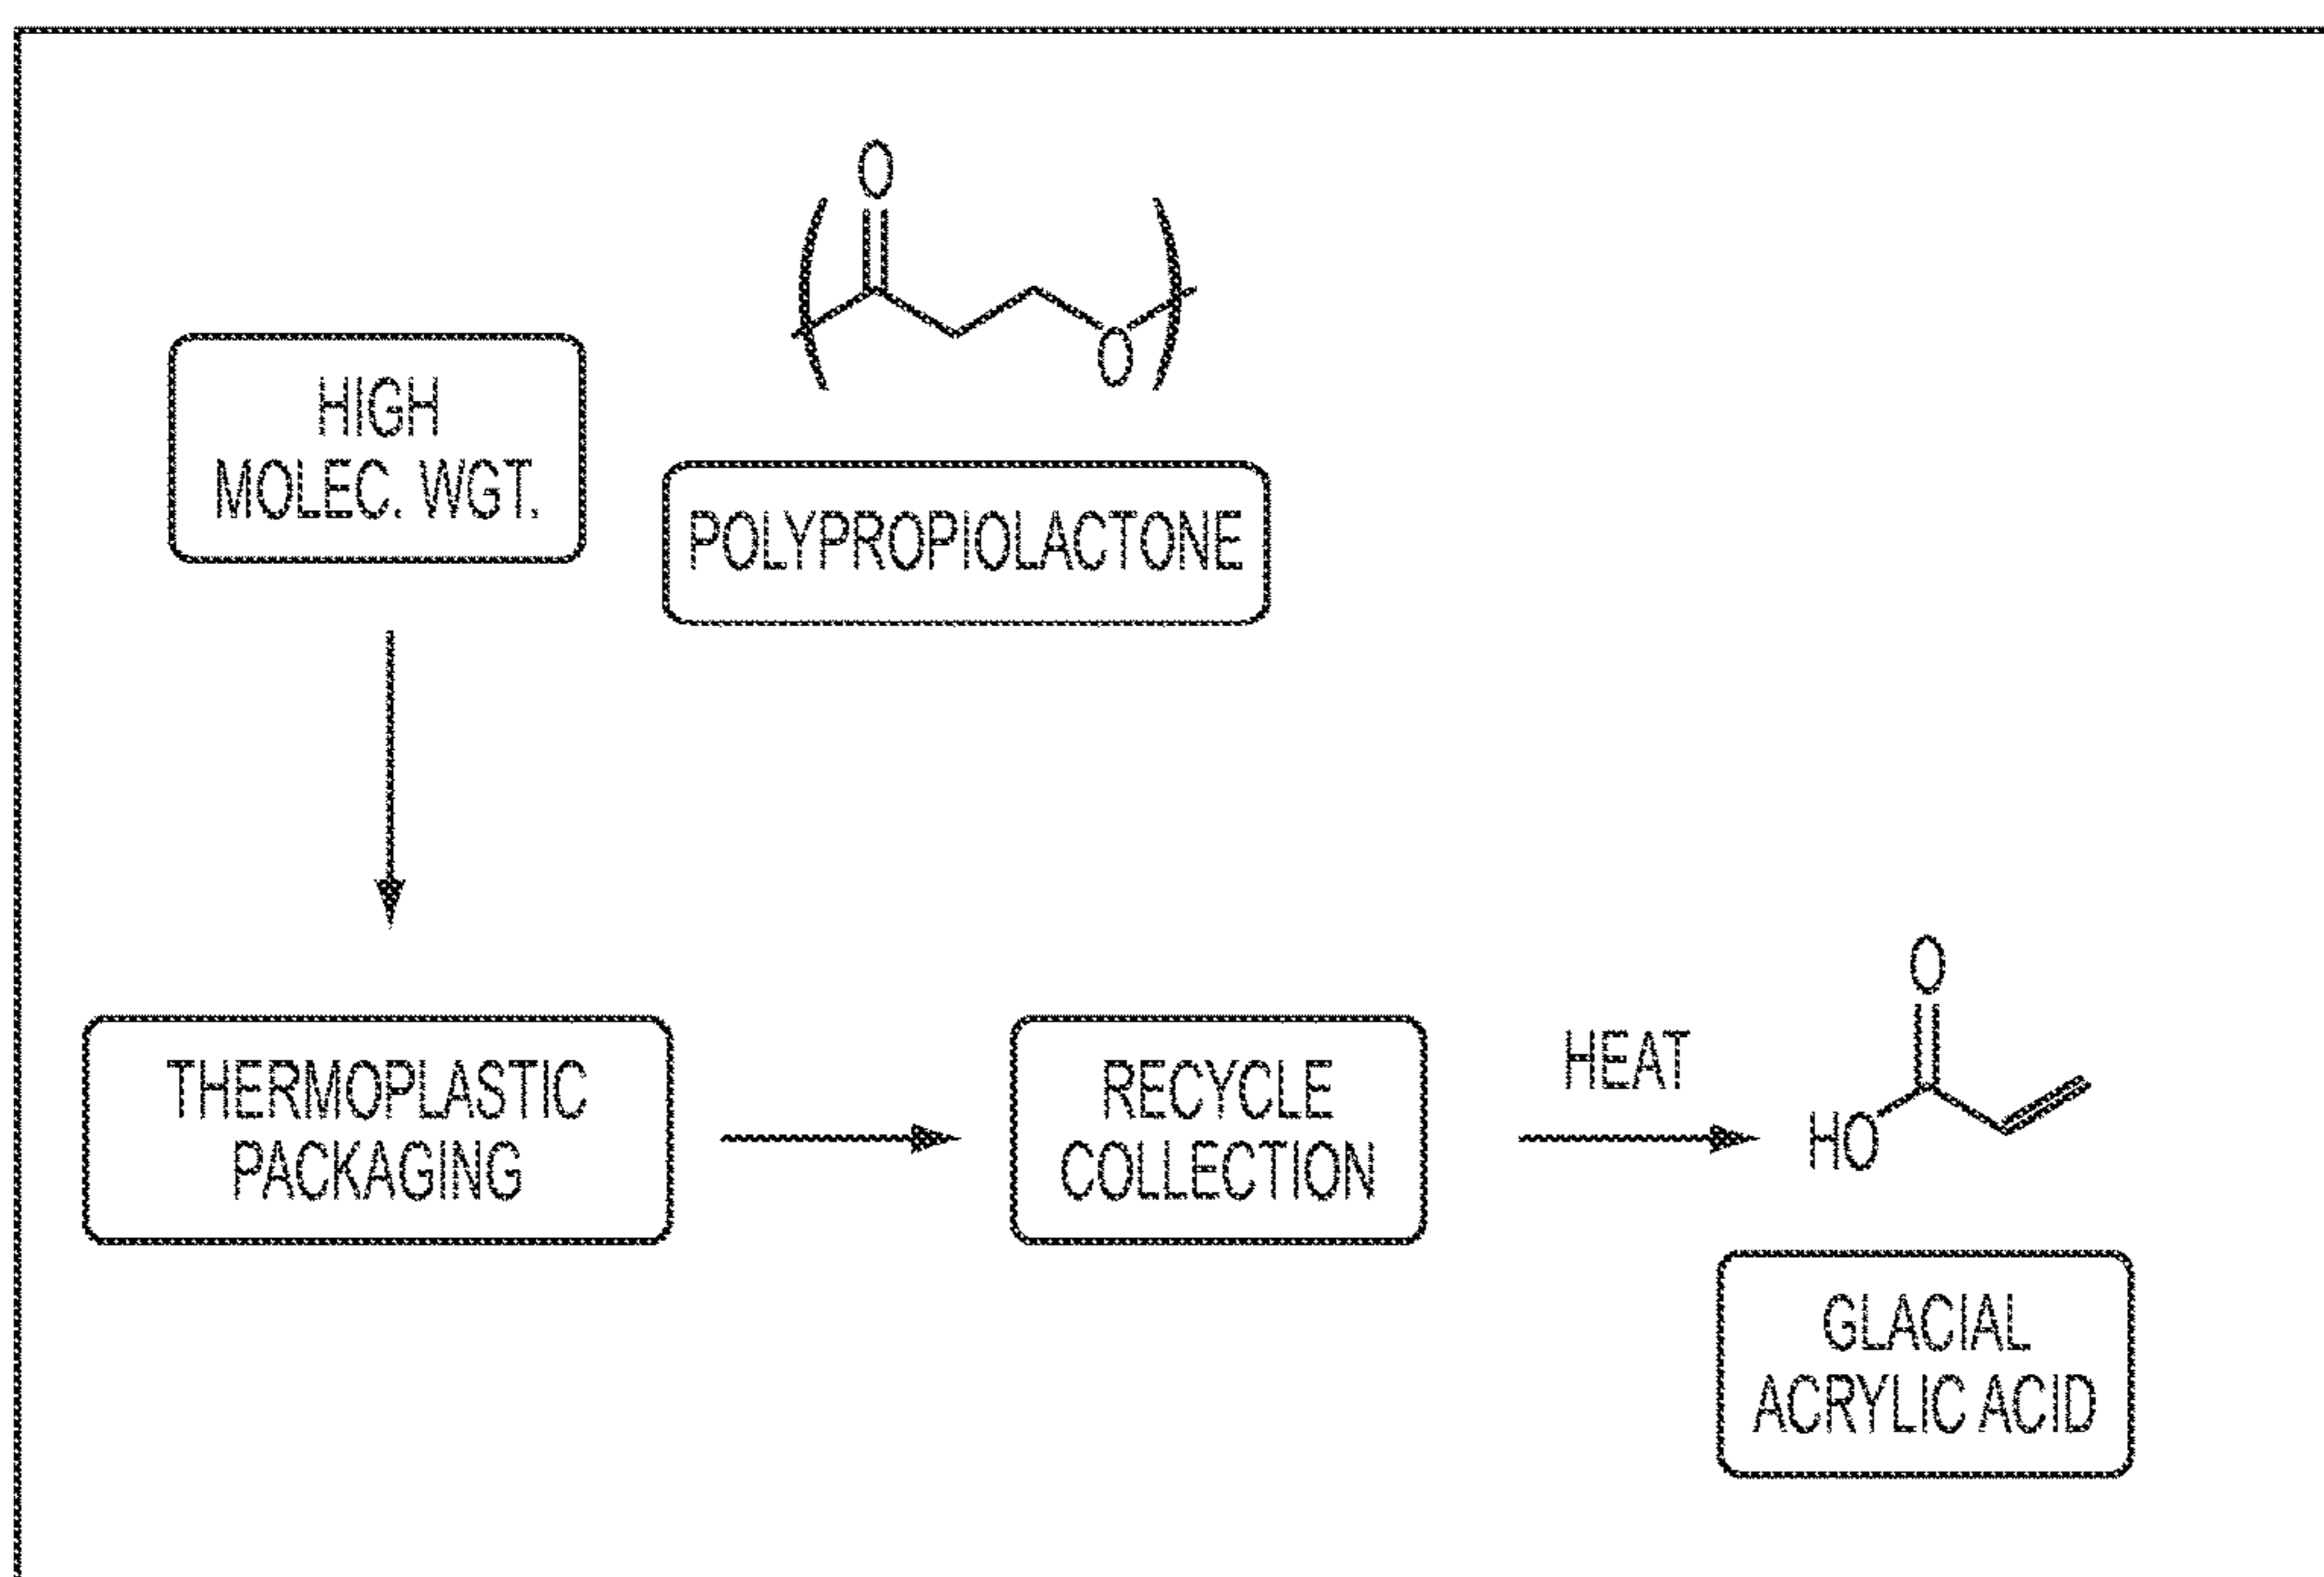 O
O
HIGH
MOLEC. WGT.
POLYPROPIOLACTONE
THERMOPLASTIC
PACKAGING
RECYCLE
COLLECTION
HEAT
O
HO
GLACIAL
ACRYLIC ACID